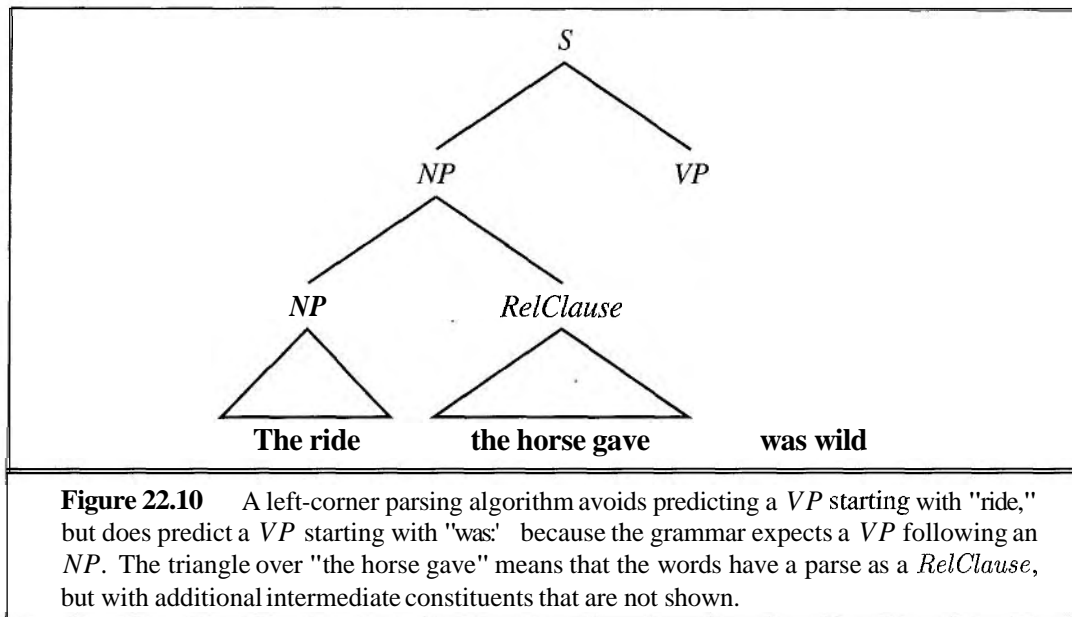 S
NP VP
NP RelClause
The ride the horse gave was wild
Figure 22.10 A left-corner parsing algorithm avoids predicting a VP starting with "ride,"
but does predict a VP starting with "was:' because the grammar expects a VP following an
NP. The triangle over "the horse gave" means that the words have a parse as a RelClause,
but with additional intermediate constituents that are not shown.